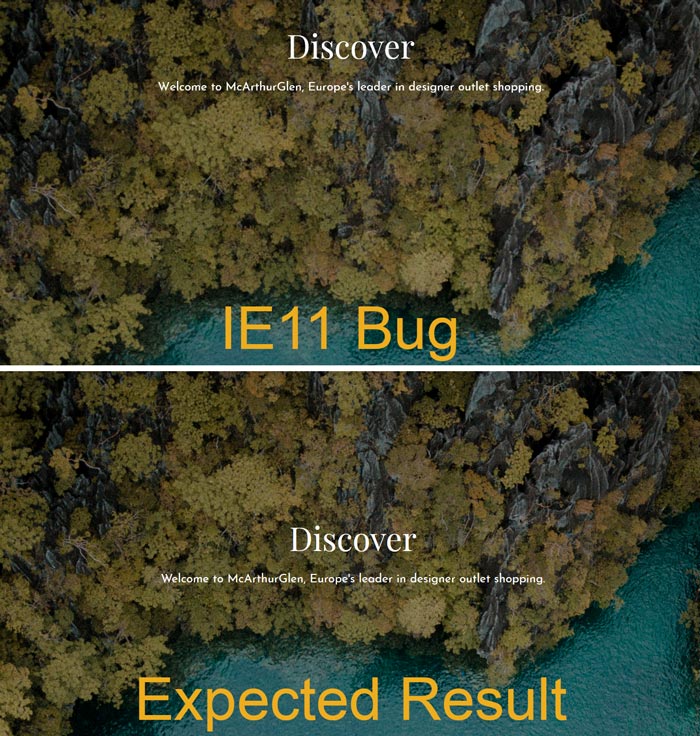 Discover
Welcome to McArthurGlen, Europe's leader in designer outlet shopping.
IE11 Bug
Discover
Welcome to McArthurGlen, Europe's leader in designer outlet shopping.
Expected Result